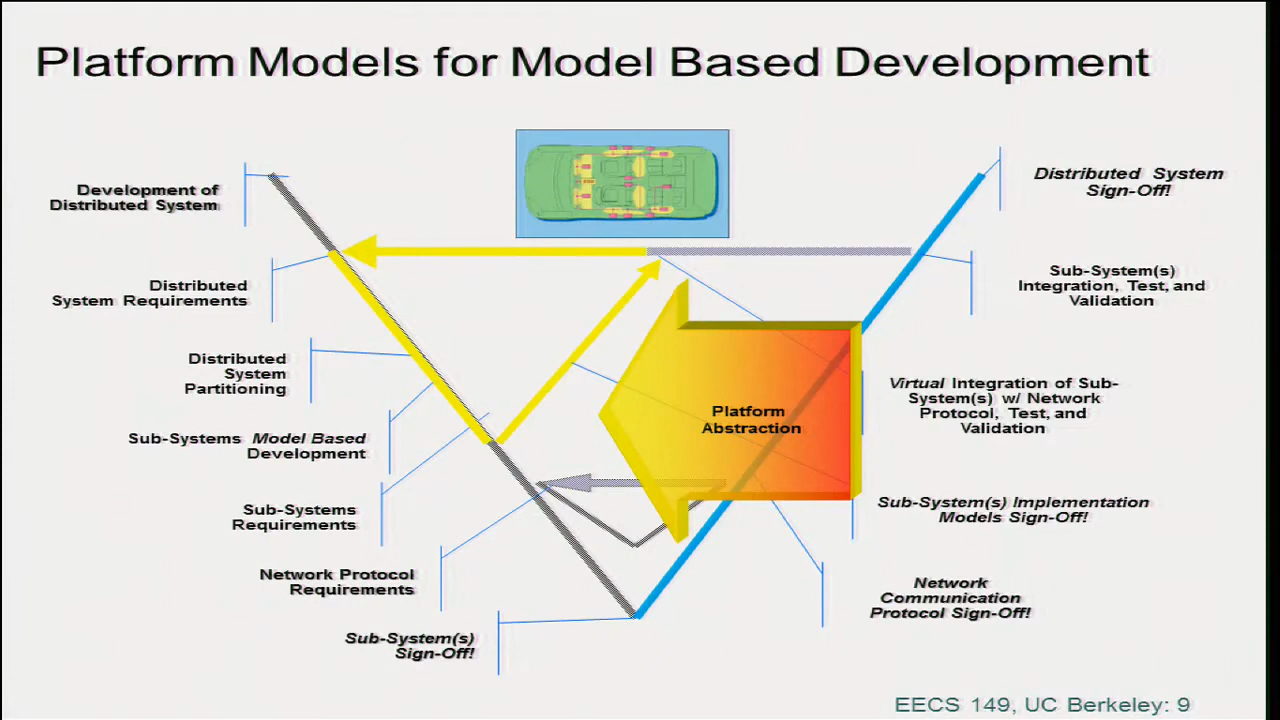 Platform Models for Model Based Development
Development of
Distributed System
Distributed
System Requirements
Distributed
System
Partitioning
Sub-Systems Model Based
Development
Sub-Systems
Requirements
Network Protocol
Requirements
Sub-System(s)
Sign-Off!
Platform
Abstraction
Distributed System
Sign-Off!
Sub-System(s)
Integration, Test, and
Validation
Virtual Integration of Sub-
System(s) w/ Network
Protocol, Test, and
Validation
Sub-System(s) Implementation
Models Sign-Off!
Network
Communication
Protocol Sign-Off!
EECS 149, UC Berkeley: 9